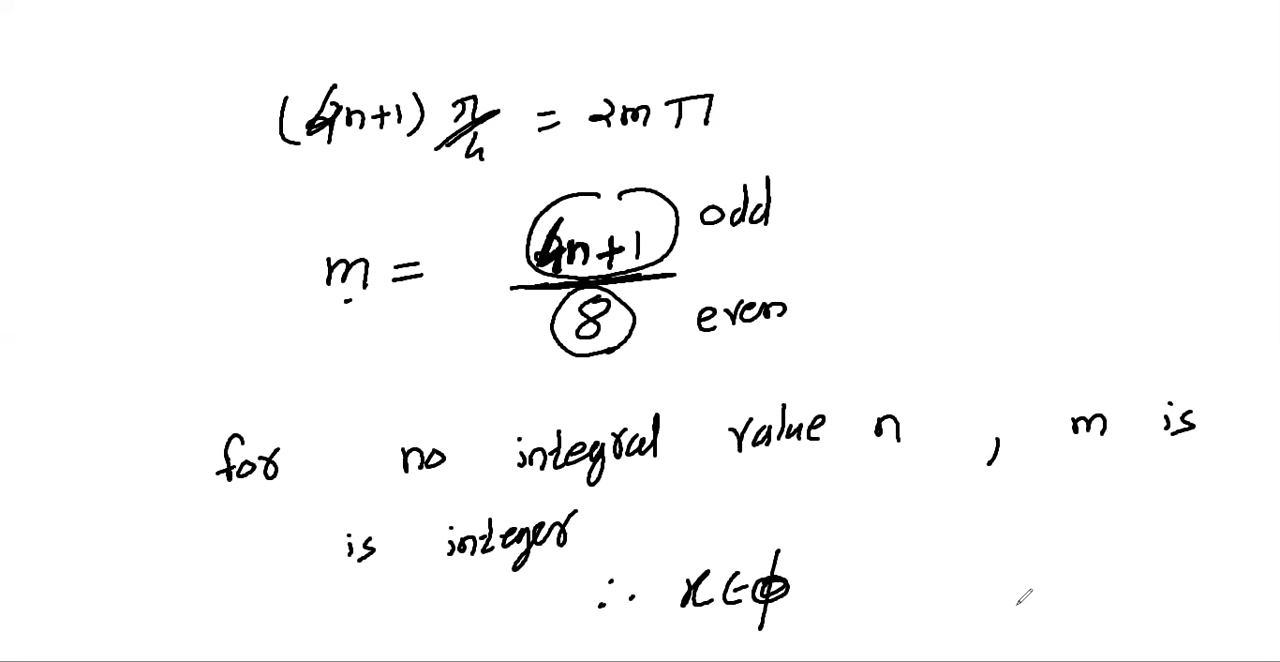 (4n+1) π/4 = 2mπ
m = (4n+1)/8 odd even
for no integral value n , m is
is integer
∴ x∈ϕ